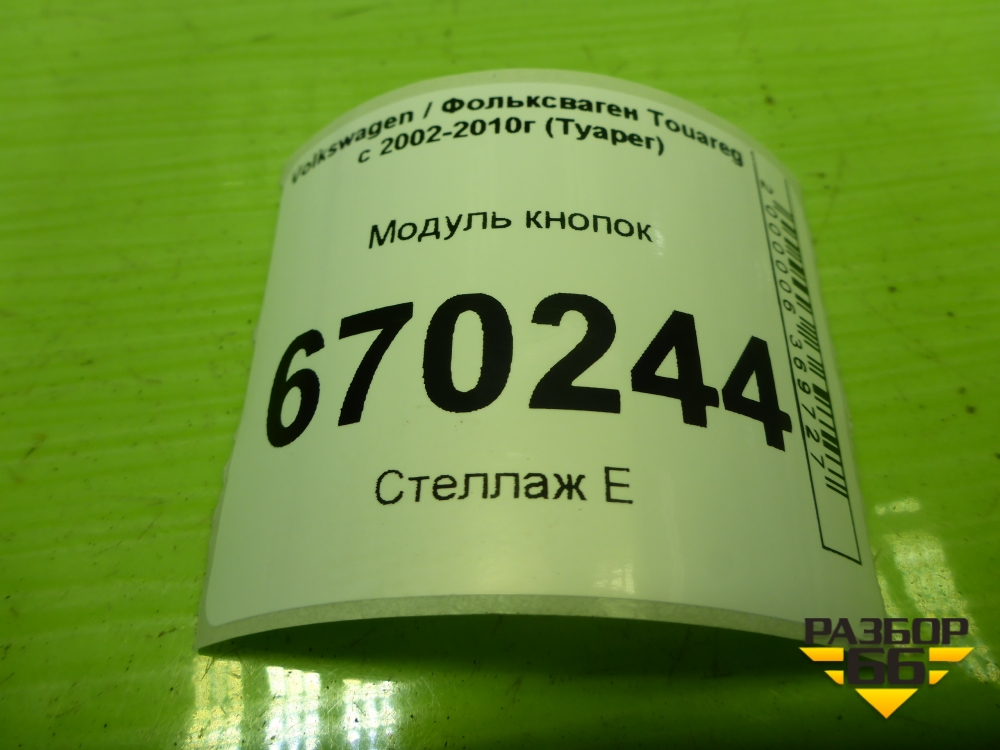 Volkswagen / Фольксваген Touareg
с 2002-2010г (Туарег)
Модуль кнопок
670244
Стеллаж Е
2000006369727
РАЗБОР
66